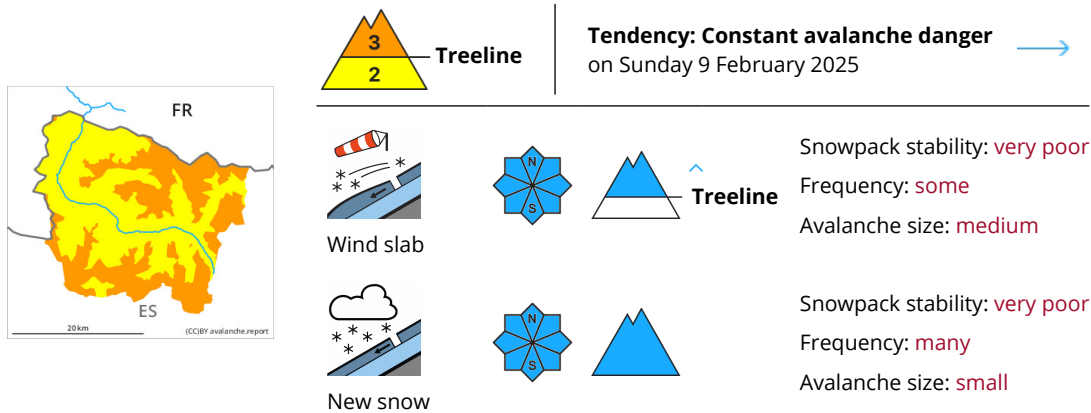 3
2
Treeline
Tendency: Constant avalanche danger
on Sunday 9 February 2025
FR
ES
20 km
(CC)BY avalanche.report
Wind slab
N
S
Treeline
Snowpack stability: very poor
Frequency: some
Avalanche size: medium
New snow
N
S
Snowpack stability: very poor
Frequency: many
Avalanche size: small